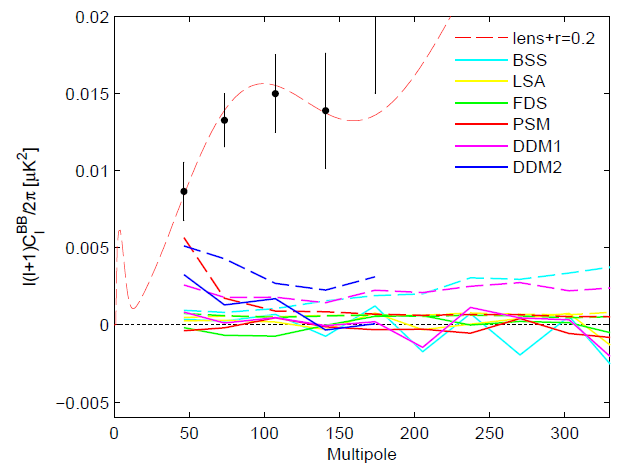 0.02
0.015
0.01
0.005
0
−0.005
l(l+1)C_l^BB/2π [μK²]
lens+r=0.2
BSS
LSA
FDS
PSM
DDM1
DDM2
0 50 100 150 200 250 300
Multipole